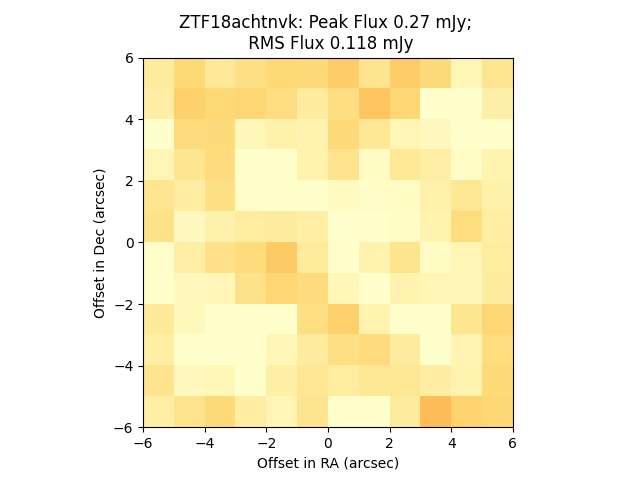 ZTF18achtnvk: Peak Flux 0.27 mJy;
RMS Flux 0.118 mJy
6
4
2
0
−2
−4
−6
Offset in Dec (arcsec)
−6 −4 −2 0 2 4 6
Offset in RA (arcsec)